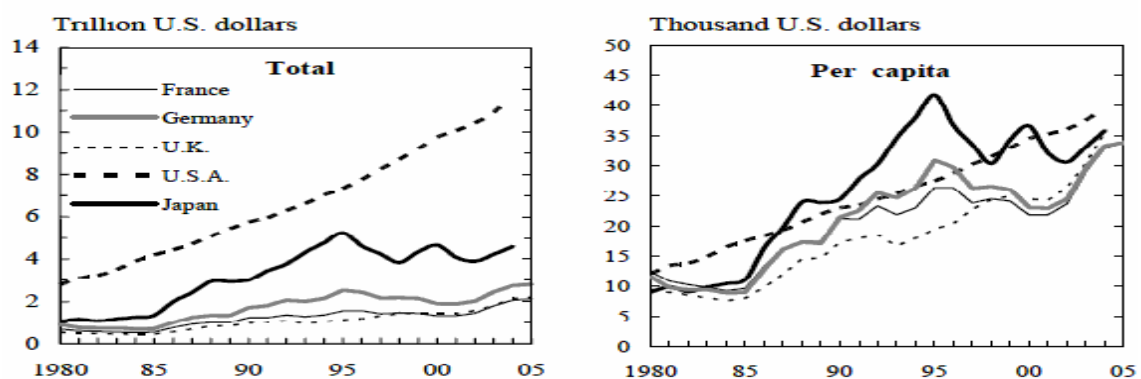 Trillion U.S. dollars
14
12
10
8
6
4
2
0
Total
France
Germany
U.K.
U.S.A.
Japan
1980 85 90 95 00 05
Thousand U.S. dollars
50
45
40
35
30
25
20
15
10
5
0
Per capita
1980 85 90 95 00 05